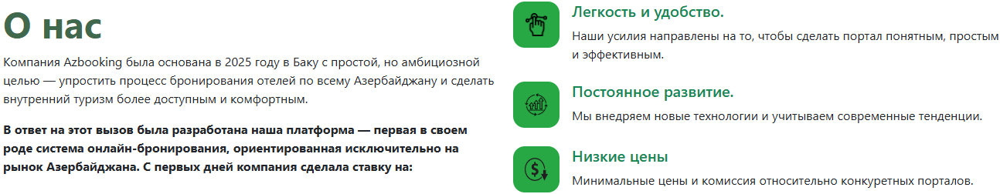 О нас
Компания Azbooking была основана в 2025 году в Баку с простой, но амбициозной
целью — упростить процесс бронирования отелей по всему Азербайджану и сделать
внутренний туризм более доступным и комфортным.
В ответ на этот вызов была разработана наша платформа — первая в своем
роде система онлайн-бронирования, ориентированная исключительно на
рынок Азербайджана. С первых дней компания сделала ставку на:
Легкость и удобство.
Наши усилия направлены на то, чтобы сделать портал понятным, простым
и эффективным.
Постоянное развитие.
Мы внедряем новые технологии и учитываем современные тенденции.
Низкие цены
Минимальные цены и комиссия относительно конкретных порталов.